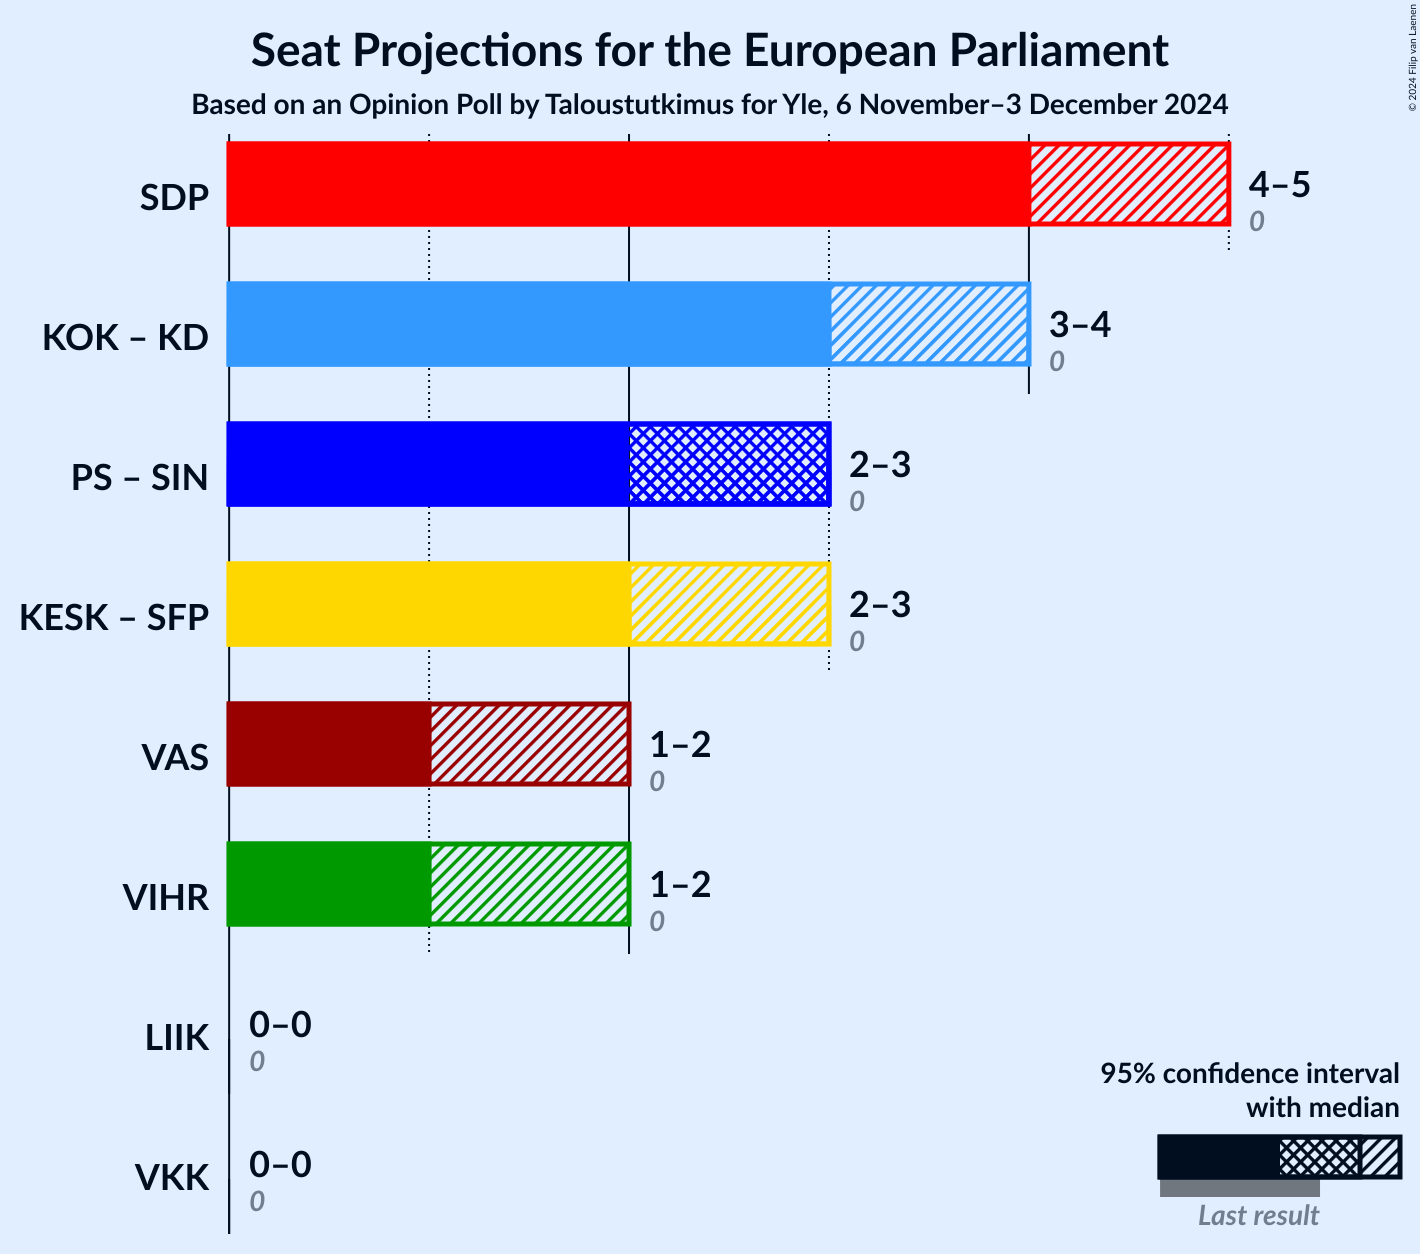 Seat Projections for the European Parliament
Based on an Opinion Poll by Taloustutkimus for Yle, 6 November–3 December 2024
© 2024 Filip van Laenen
SDP
4–5
0
KOK – KD
3–4
0
PS – SIN
2–3
0
KESK – SFP
2–3
0
VAS
1–2
0
VIHR
1–2
0
LIIK
0–0
0
VKK
0–0
0
95% confidence interval
with median
Last result